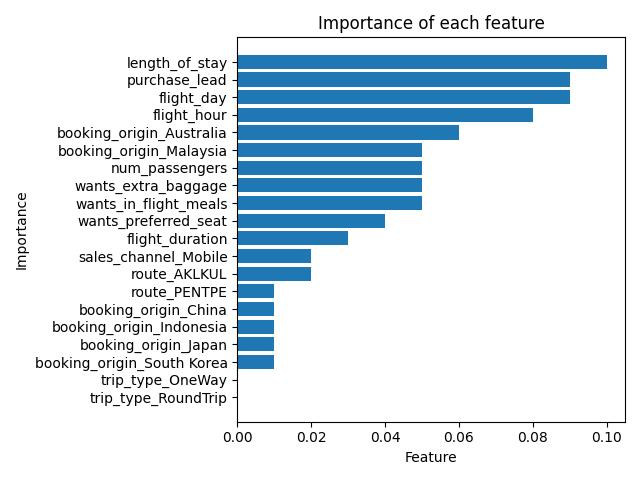 Importance of each feature
length_of_stay
purchase_lead
flight_day
flight_hour
booking_origin_Australia
booking_origin_Malaysia
num_passengers
wants_extra_baggage
wants_in_flight_meals
wants_preferred_seat
flight_duration
sales_channel_Mobile
route_AKLKUL
route_PENTPE
booking_origin_China
booking_origin_Indonesia
booking_origin_Japan
booking_origin_South Korea
trip_type_OneWay
trip_type_RoundTrip
Importance
0.00 0.02 0.04 0.06 0.08 0.10
Feature